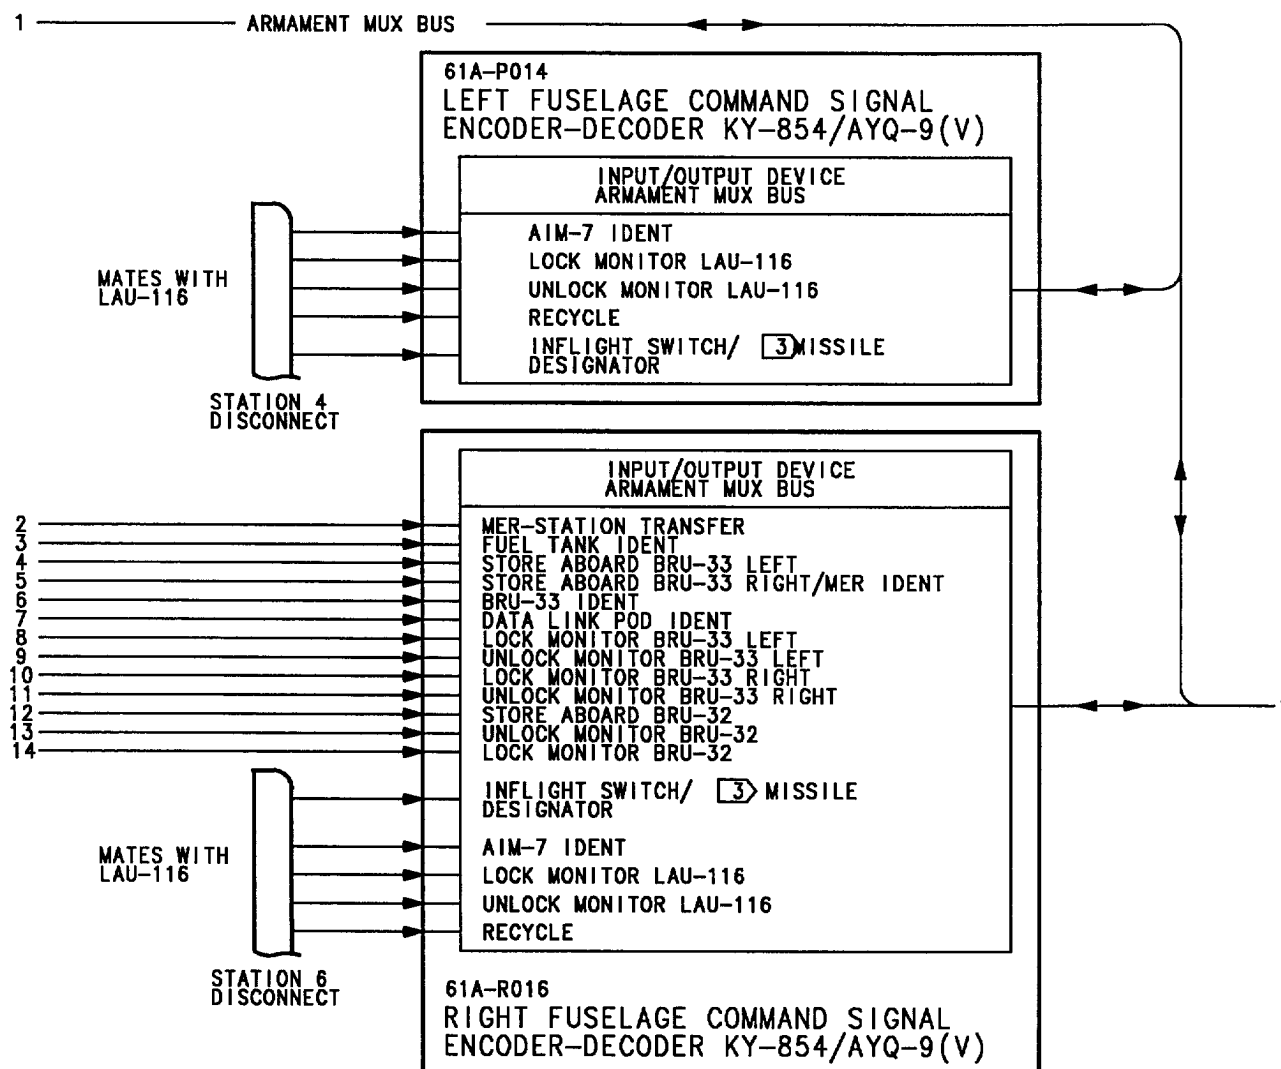 1 ARMAMENT MUX BUS
61A-P014
LEFT FUSELAGE COMMAND SIGNAL
ENCODER-DECODER KY-854/AYQ-9(V)
INPUT/OUTPUT DEVICE
ARMAMENT MUX BUS
AIM-7 IDENT
LOCK MONITOR LAU-116
UNLOCK MONITOR LAU-116
RECYCLE
INFLIGHT SWITCH/ 3 MISSILE
DESIGNATOR
MATES WITH
LAU-116
STATION 4
DISCONNECT
INPUT/OUTPUT DEVICE
ARMAMENT MUX BUS
2 MER-STATION TRANSFER
3 FUEL TANK IDENT
4 STORE ABOARD BRU-33 LEFT
5 STORE ABOARD BRU-33 RIGHT/MER IDENT
6 BRU-33 IDENT
7 DATA LINK POD IDENT
8 LOCK MONITOR BRU-33 LEFT
9 UNLOCK MONITOR BRU-33 LEFT
10 LOCK MONITOR BRU-33 RIGHT
11 UNLOCK MONITOR BRU-33 RIGHT
12 STORE ABOARD BRU-32
13 UNLOCK MONITOR BRU-32
14 LOCK MONITOR BRU-32
INFLIGHT SWITCH/ 3 MISSILE
DESIGNATOR
AIM-7 IDENT
LOCK MONITOR LAU-116
UNLOCK MONITOR LAU-116
RECYCLE
MATES WITH
LAU-116
STATION 6
DISCONNECT
61A-R016
RIGHT FUSELAGE COMMAND SIGNAL
ENCODER-DECODER KY-854/AYQ-9(V)